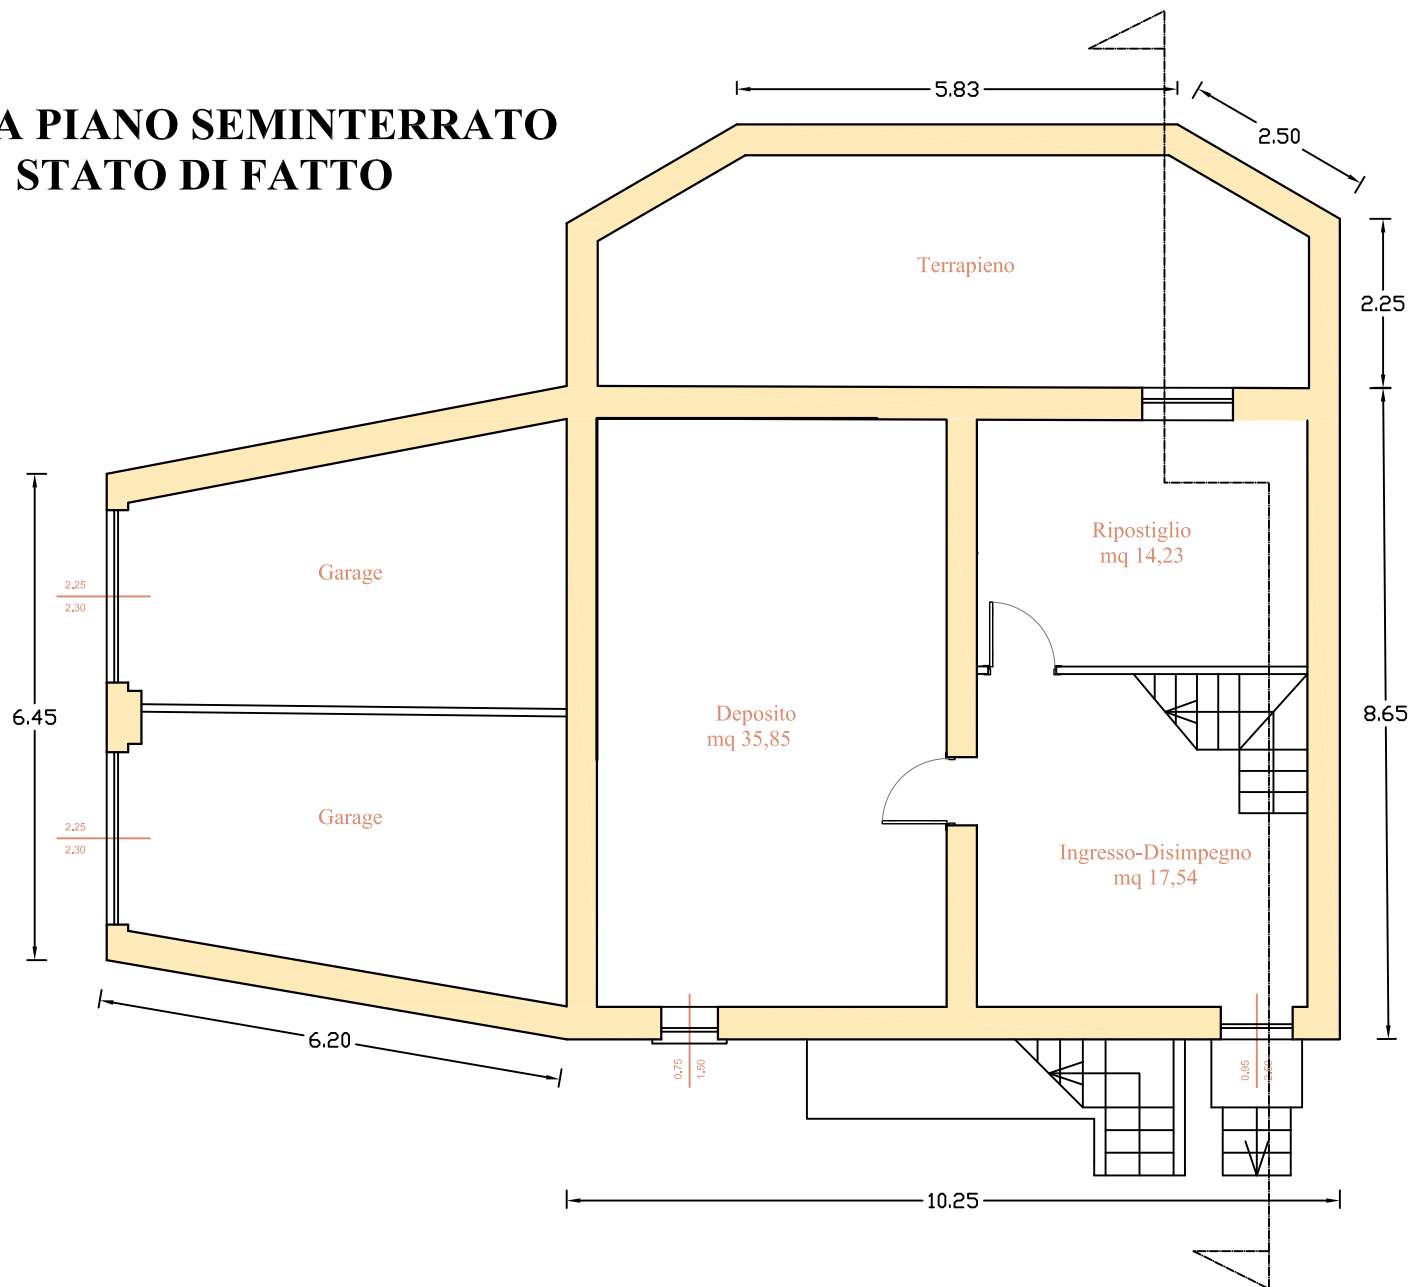 A PIANO SEMINTERRATO
STATO DI FATTO
5.83
2.50
Terrapieno
2.25
Ripostiglio
mq 14,23
Garage
2.25
2.30
6.45
Deposito
mq 35,85
8.65
Garage
2.25
2.30
Ingresso-Disimpegno
mq 17,54
6.20
0.75
1.50
0.95
10.25